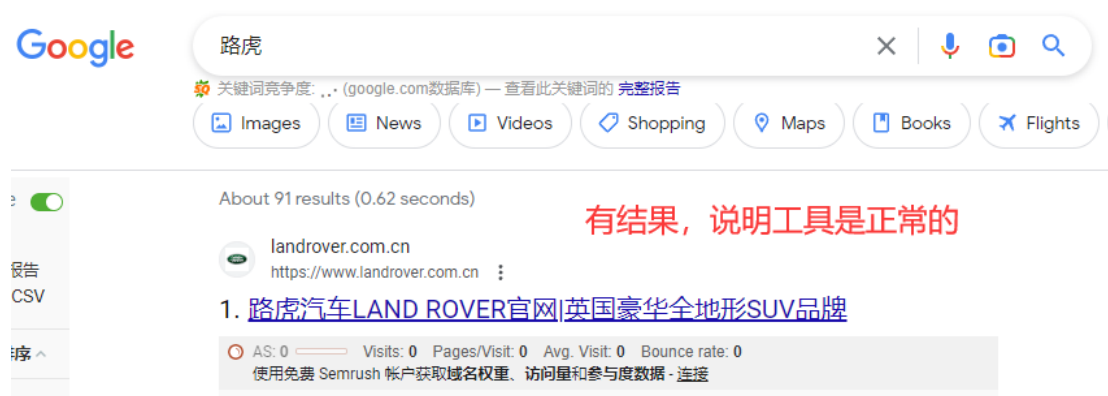 Google
路虎
关键词竞争度: (google.com数据库) — 查看此关键词的 完整报告
Images
News
Videos
Shopping
Maps
Books
Flights
About 91 results (0.62 seconds)
有结果，说明工具是正常的
landrover.com.cn
https://www.landrover.com.cn
报告
CSV
1. 路虎汽车LAND ROVER官网|英国豪华全地形SUV品牌
序
AS: 0 Visits: 0 Pages/Visit: 0 Avg. Visit: 0 Bounce rate: 0
使用免费 Semrush 帐户获取域名权重、访问量和参与度数据 - 连接